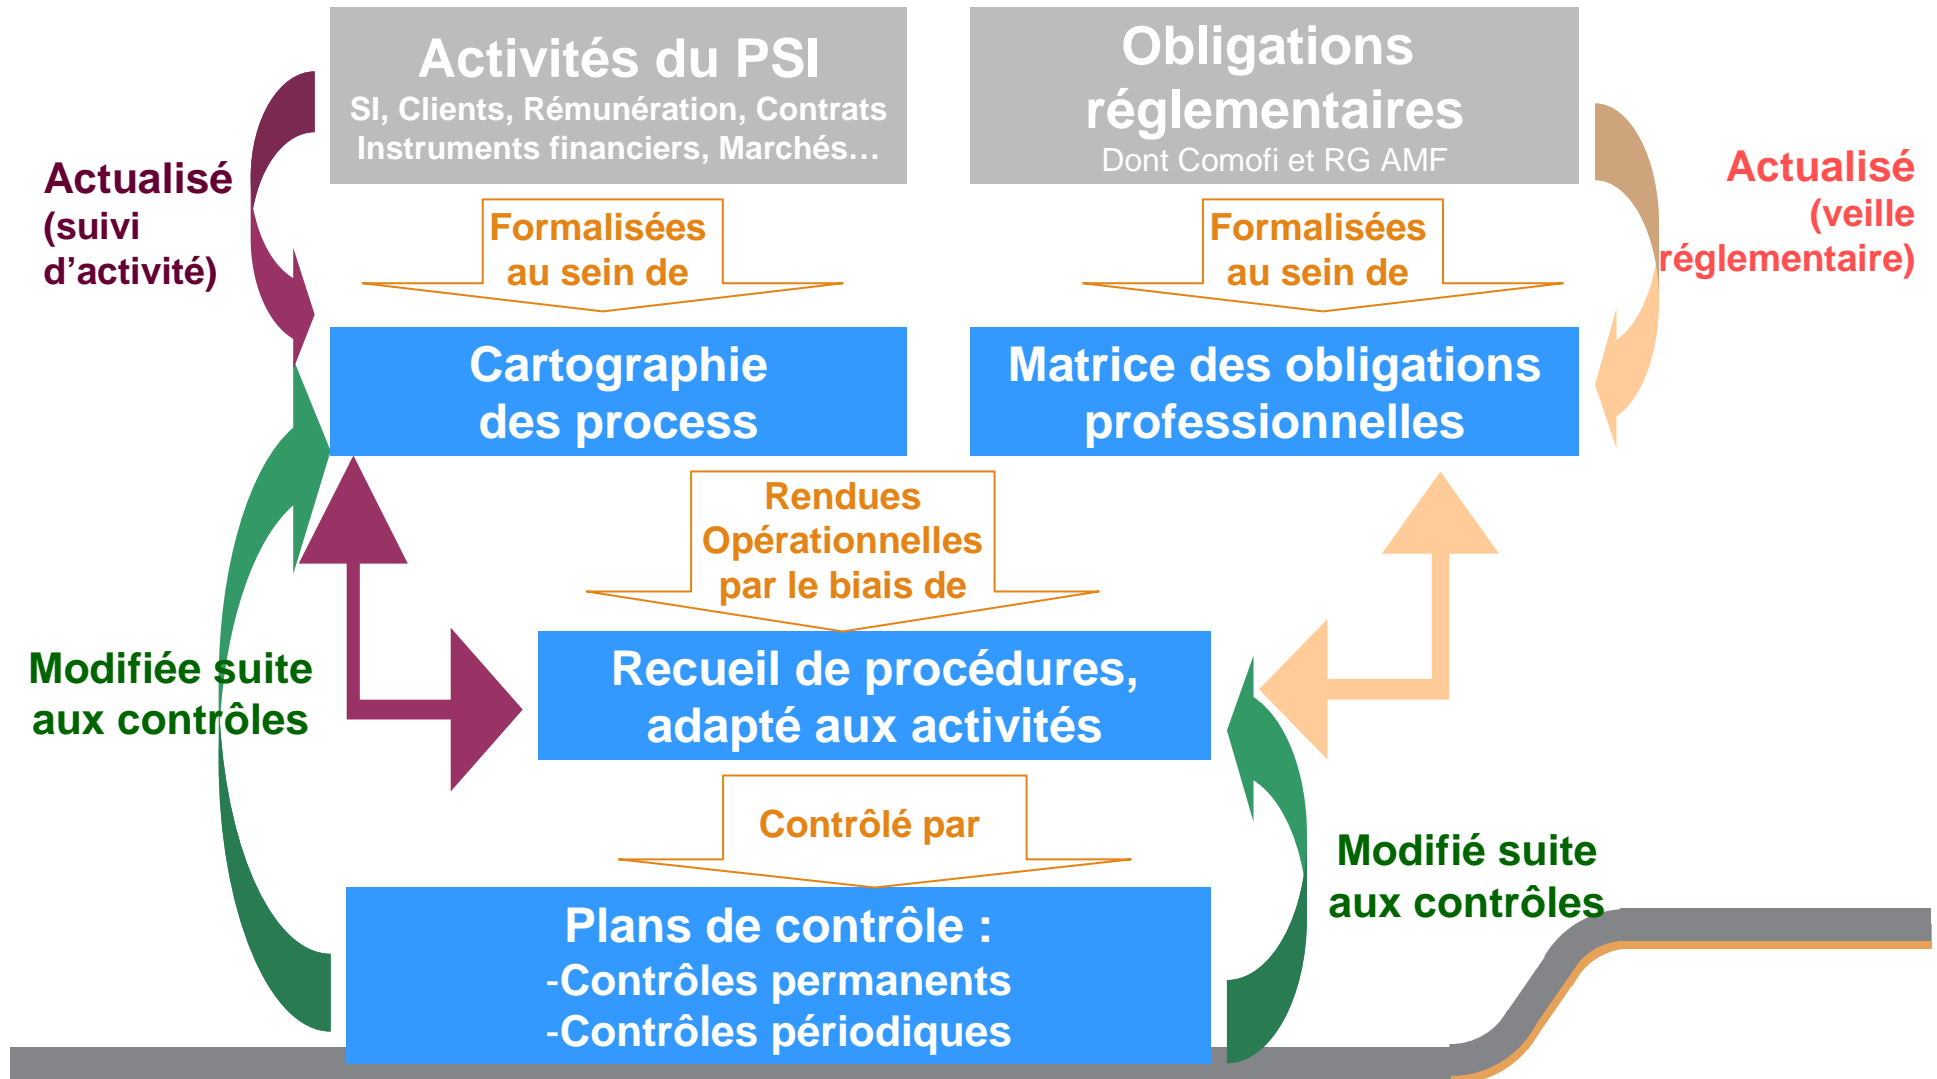 Activités du PSI
SI, Clients, Rémunération, Contrats
Instruments financiers, Marchés…
Obligations
réglementaires
Dont Comofi et RG AMF
Actualisé
(suivi
d’activité)
Actualisé
(veille
réglementaire)
Formalisées
au sein de
Formalisées
au sein de
Cartographie
des process
Matrice des obligations
professionnelles
Rendues
Opérationnelles
par le biais de
Modifiée suite
aux contrôles
Recueil de procédures,
adapté aux activités
Contrôlé par
Modifié suite
aux contrôles
Plans de contrôle :
-Contrôles permanents
-Contrôles périodiques